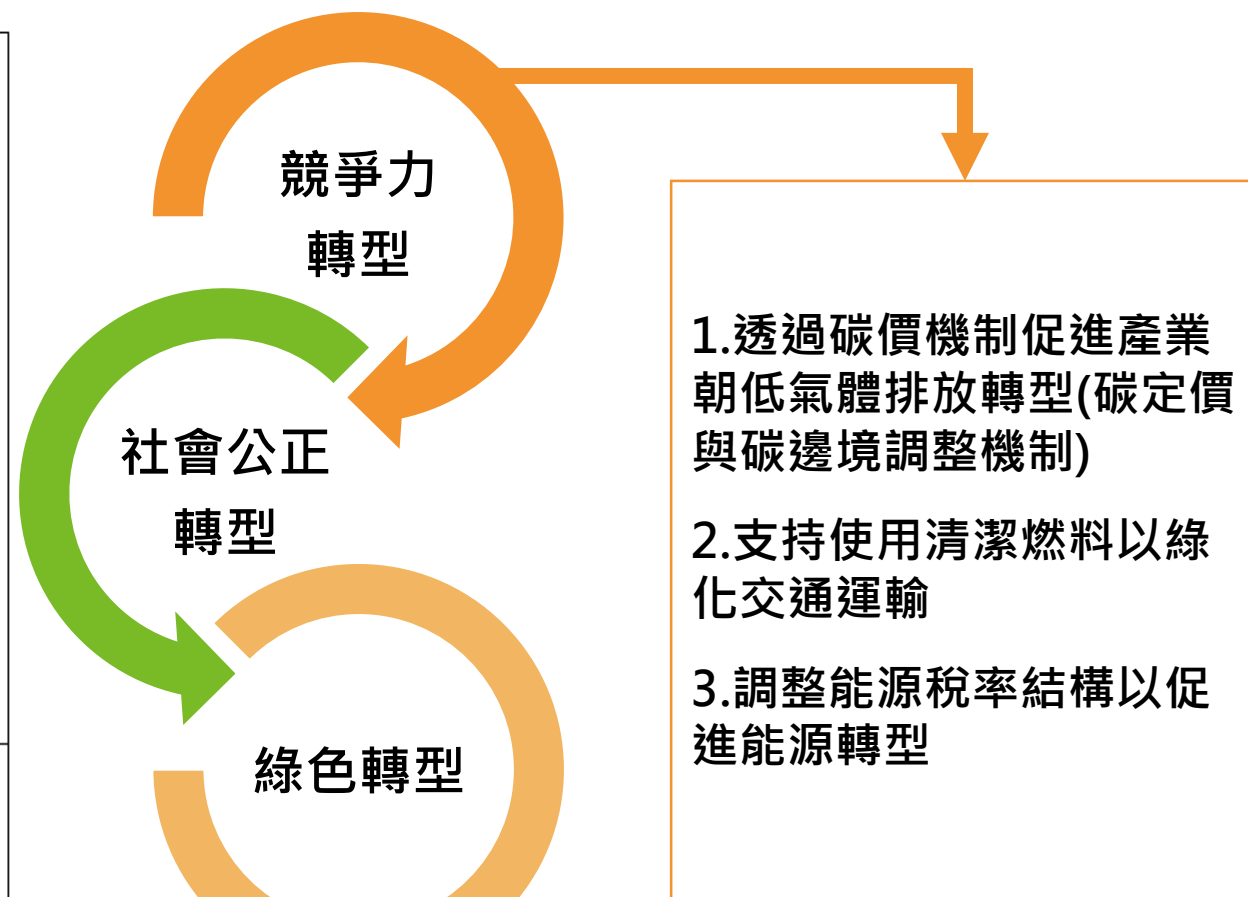 競爭力
轉型
社會公正
轉型
綠色轉型
1.透過碳價機制促進產業
朝低氣體排放轉型(碳定價
與碳邊境調整機制)
2.支持使用清潔燃料以綠
化交通運輸
3.調整能源稅率結構以促
進能源轉型